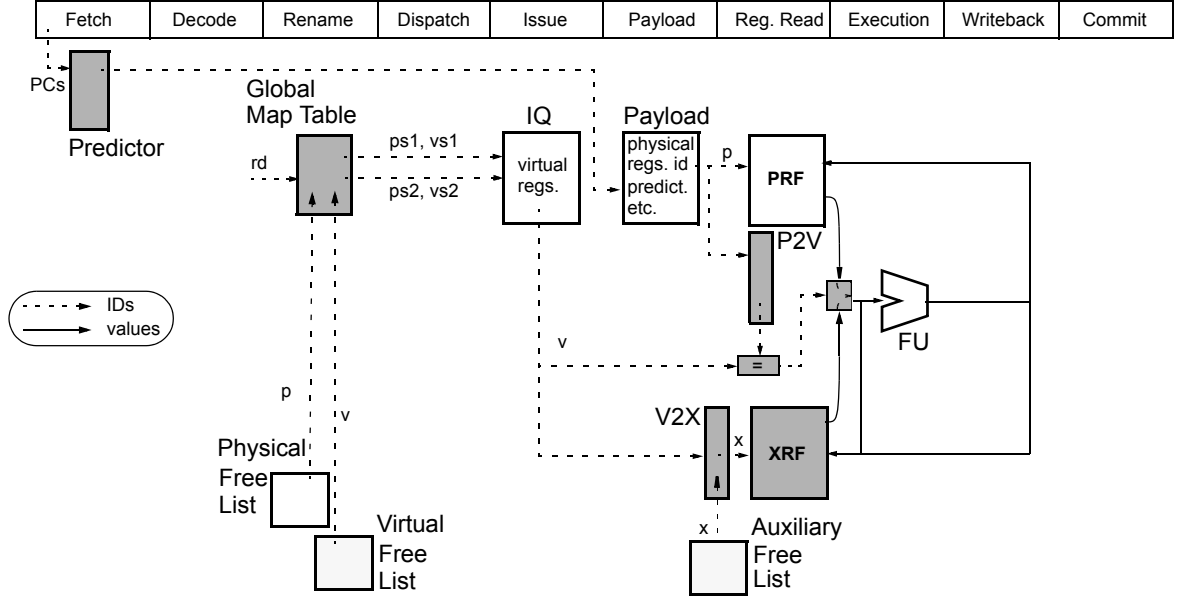 Fetch
Decode
Rename
Dispatch
Issue
Payload
Reg. Read
Execution
Writeback
Commit
PCs
Predictor
Global
Map Table
rd
ps1, vs1
ps2, vs2
IQ
virtual
regs.
Payload
physical
regs. id
predict.
etc.
p
PRF
P2V
IDs
values
v
=
FU
p
v
V2X
x
XRF
Physical
Free
List
Virtual
Free
List
x
Auxiliary
Free
List